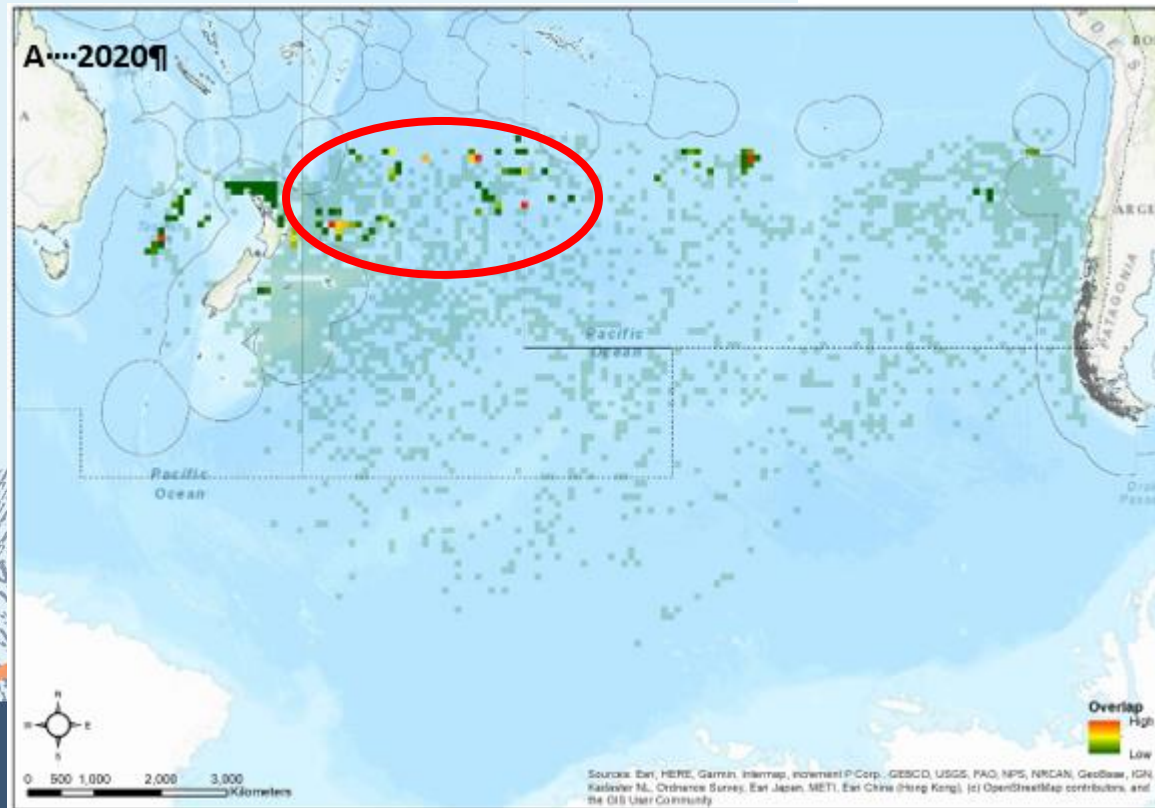 A····2020¶
ANDES
BO
A
ARGE
PATAGONIA
Pacific
Ocean
Pacific
Ocean
N
W E
S
0 500 1,000 2,000 3,000
Kilometers
Overlap
High
Low
Sources: Esri, HERE, Garmin, Intermap, increment P Corp., GEBCO, USGS, FAO, NPS, NRCAN, GeoBase, IGN,
Kadaster NL, Ordnance Survey, Esri Japan, METI, Esri China (Hong Kong), (c) OpenStreetMap contributors, and
the GIS User Community